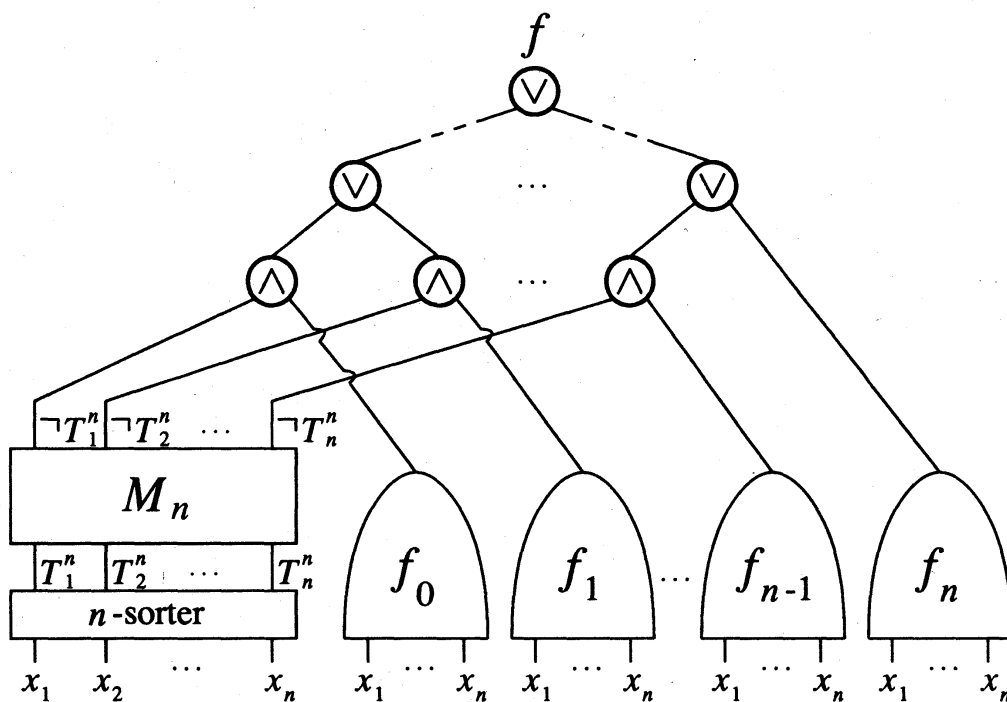 f
∨
∨ ... ∨
∧ ∧ ... ∧
¬T₁ⁿ ¬T₂ⁿ ... ¬Tₙⁿ
Mₙ
f₀ f₁ ... fₙ₋₁ fₙ
T₁ⁿ T₂ⁿ ... Tₙⁿ
n-sorter
x₁ x₂ ... xₙ x₁ ... xₙ x₁ ... xₙ x₁ ... xₙ x₁ ... xₙ